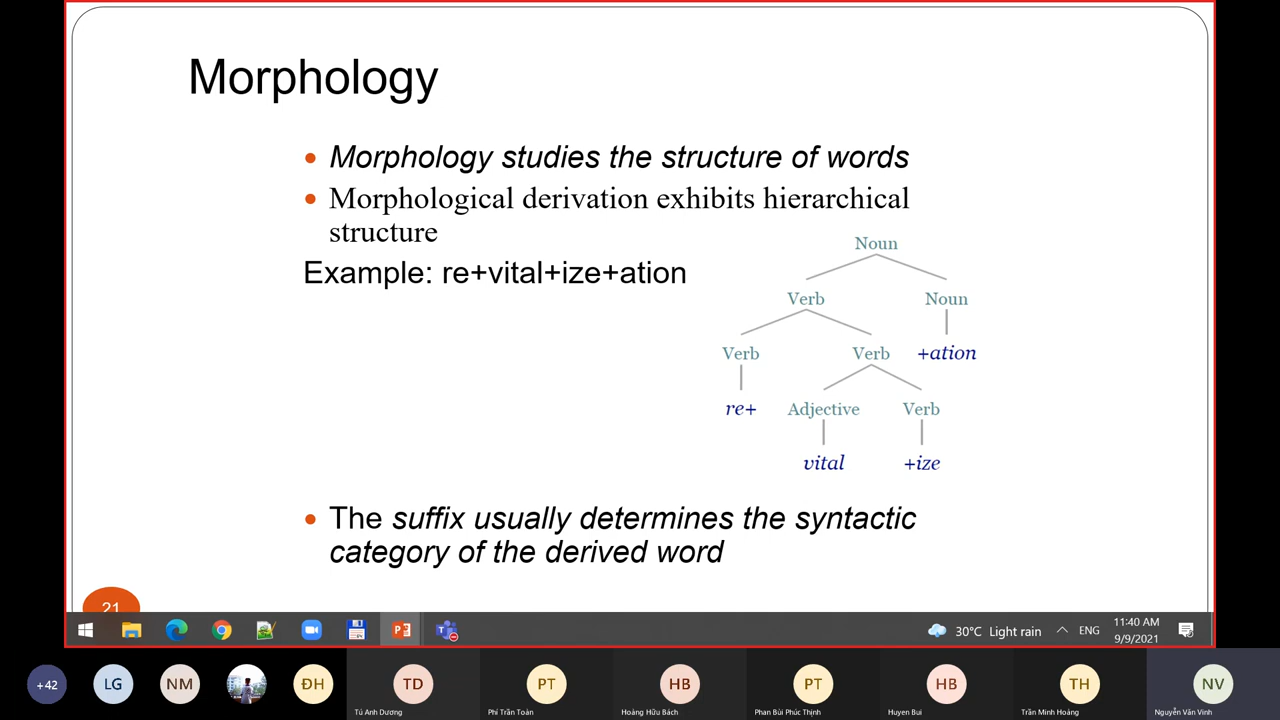 Morphology
Morphology studies the structure of words
Morphological derivation exhibits hierarchical
structure
Example: re+vital+ize+ation
Noun
Verb
Noun
Verb
Verb
+ation
re+
Adjective
Verb
vital
+ize
The suffix usually determines the syntactic
category of the derived word
21
30°C Light rain
ENG
11:40 AM
9/9/2021
+42
LG
NM
ĐH
TD
PT
HB
PT
HB
TH
NV
Tú Anh Dương
Phí Trần Toán
Hoàng Hữu Bách
Phan Bùi Phúc Thịnh
Huyen Bui
Trần Minh Hoàng
Nguyễn Văn Vinh